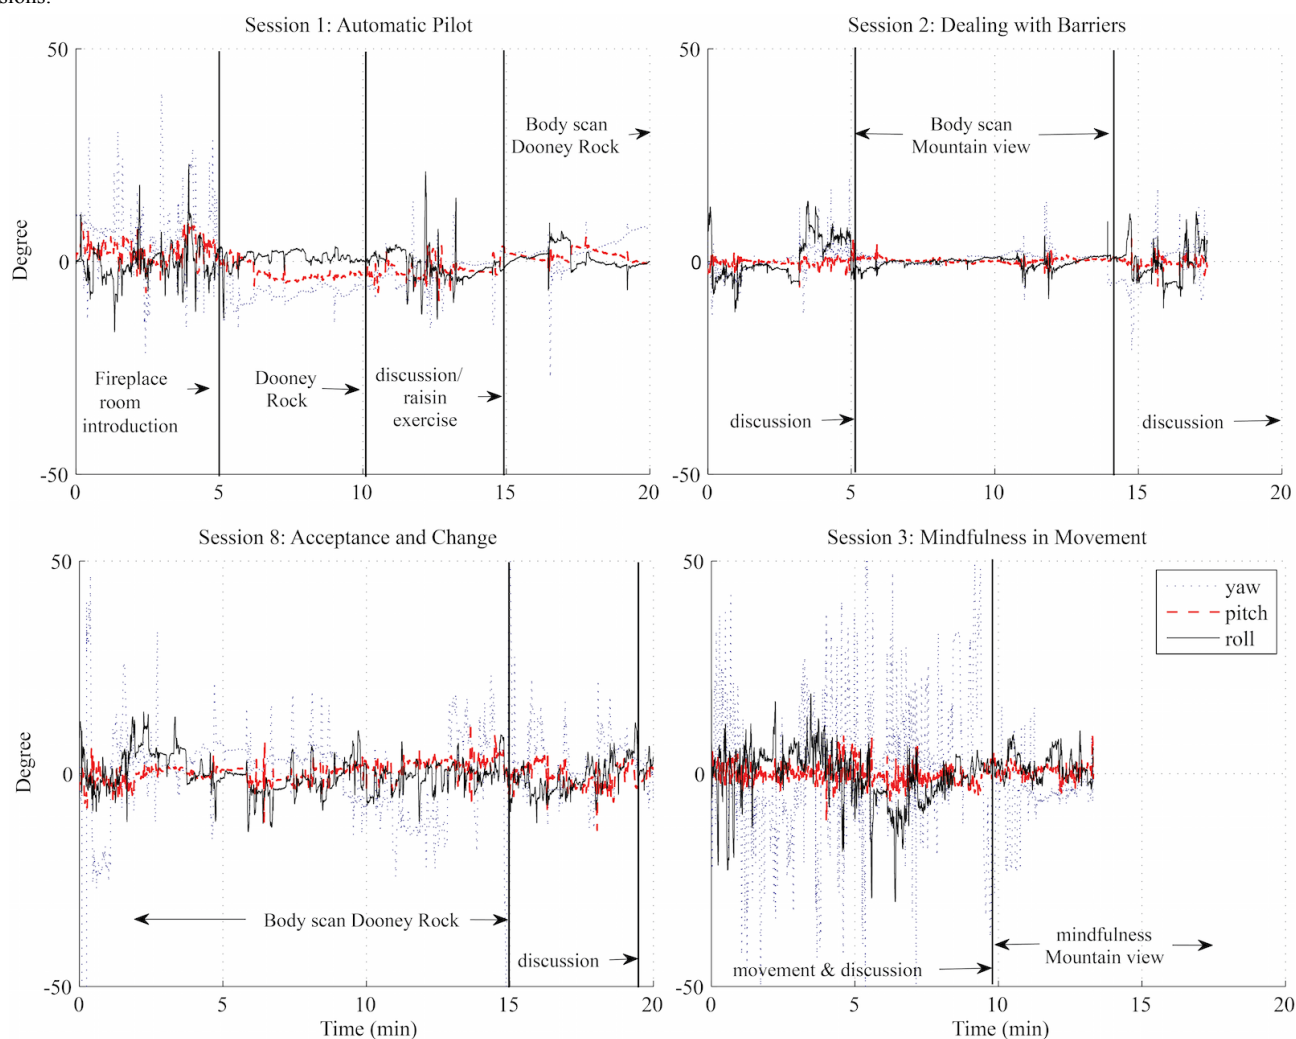 sions.
Session 1: Automatic Pilot
50
Body scan
Dooney Rock
Degree
0
Fireplace
room
introduction
Dooney
Rock
discussion/
raisin
exercise
-50
0
5
10
15
20
Session 2: Dealing with Barriers
50
Body scan
Mountain view
0
discussion
discussion
-50
0
5
10
15
20
Session 8: Acceptance and Change
50
Degree
0
Body scan Dooney Rock
discussion
-50
0
5
10
15
20
Time (min)
Session 3: Mindfulness in Movement
50
yaw
pitch
roll
0
mindfulness
Mountain view
movement & discussion
-50
0
5
10
15
20
Time (min)